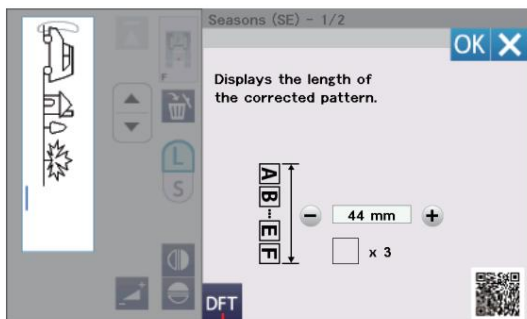 Seasons (SE) - 1/2
OK
Displays the length of
the corrected pattern.
F
L
S
A
B
E
F
44 mm
x 3
DFT